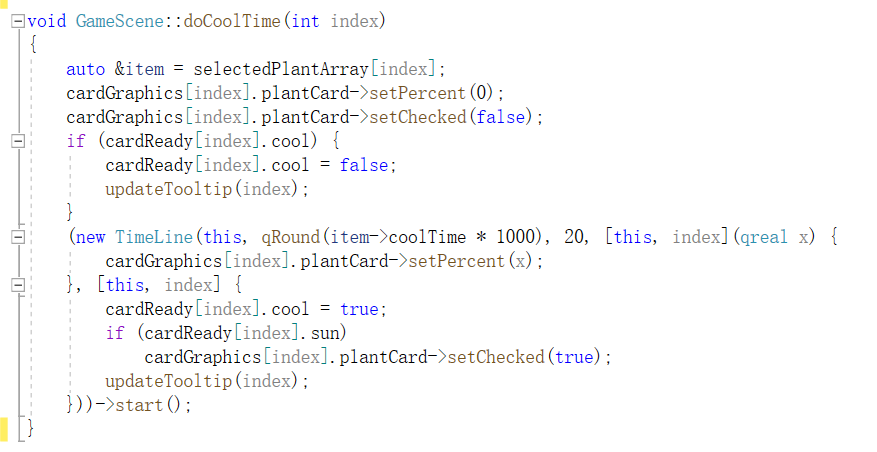 void GameScene::doCoolTime(int index)
{
    auto &item = selectedPlantArray[index];
    cardGraphics[index].plantCard->setPercent(0);
    cardGraphics[index].plantCard->setChecked(false);
    if (cardReady[index].cool) {
        cardReady[index].cool = false;
        updateTooltip(index);
    }
    (new TimeLine(this, qRound(item->coolTime * 1000), 20, [this, index](qreal x) {
        cardGraphics[index].plantCard->setPercent(x);
    }, [this, index] {
        cardReady[index].cool = true;
        if (cardReady[index].sun)
            cardGraphics[index].plantCard->setChecked(true);
        updateTooltip(index);
    }))->start();
}